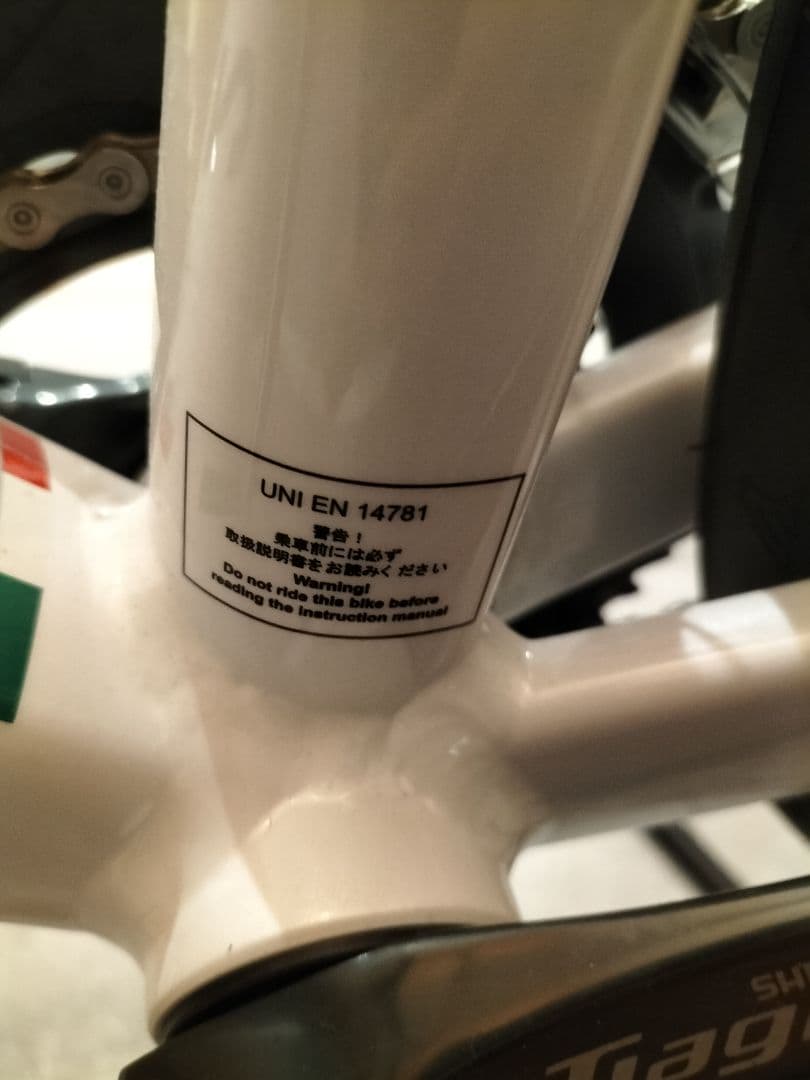 UNI EN 14781
警告！
乗車前には必ず
取扱説明書をお読みください
Warning!
Do not ride this bike before
reading the instruction manual